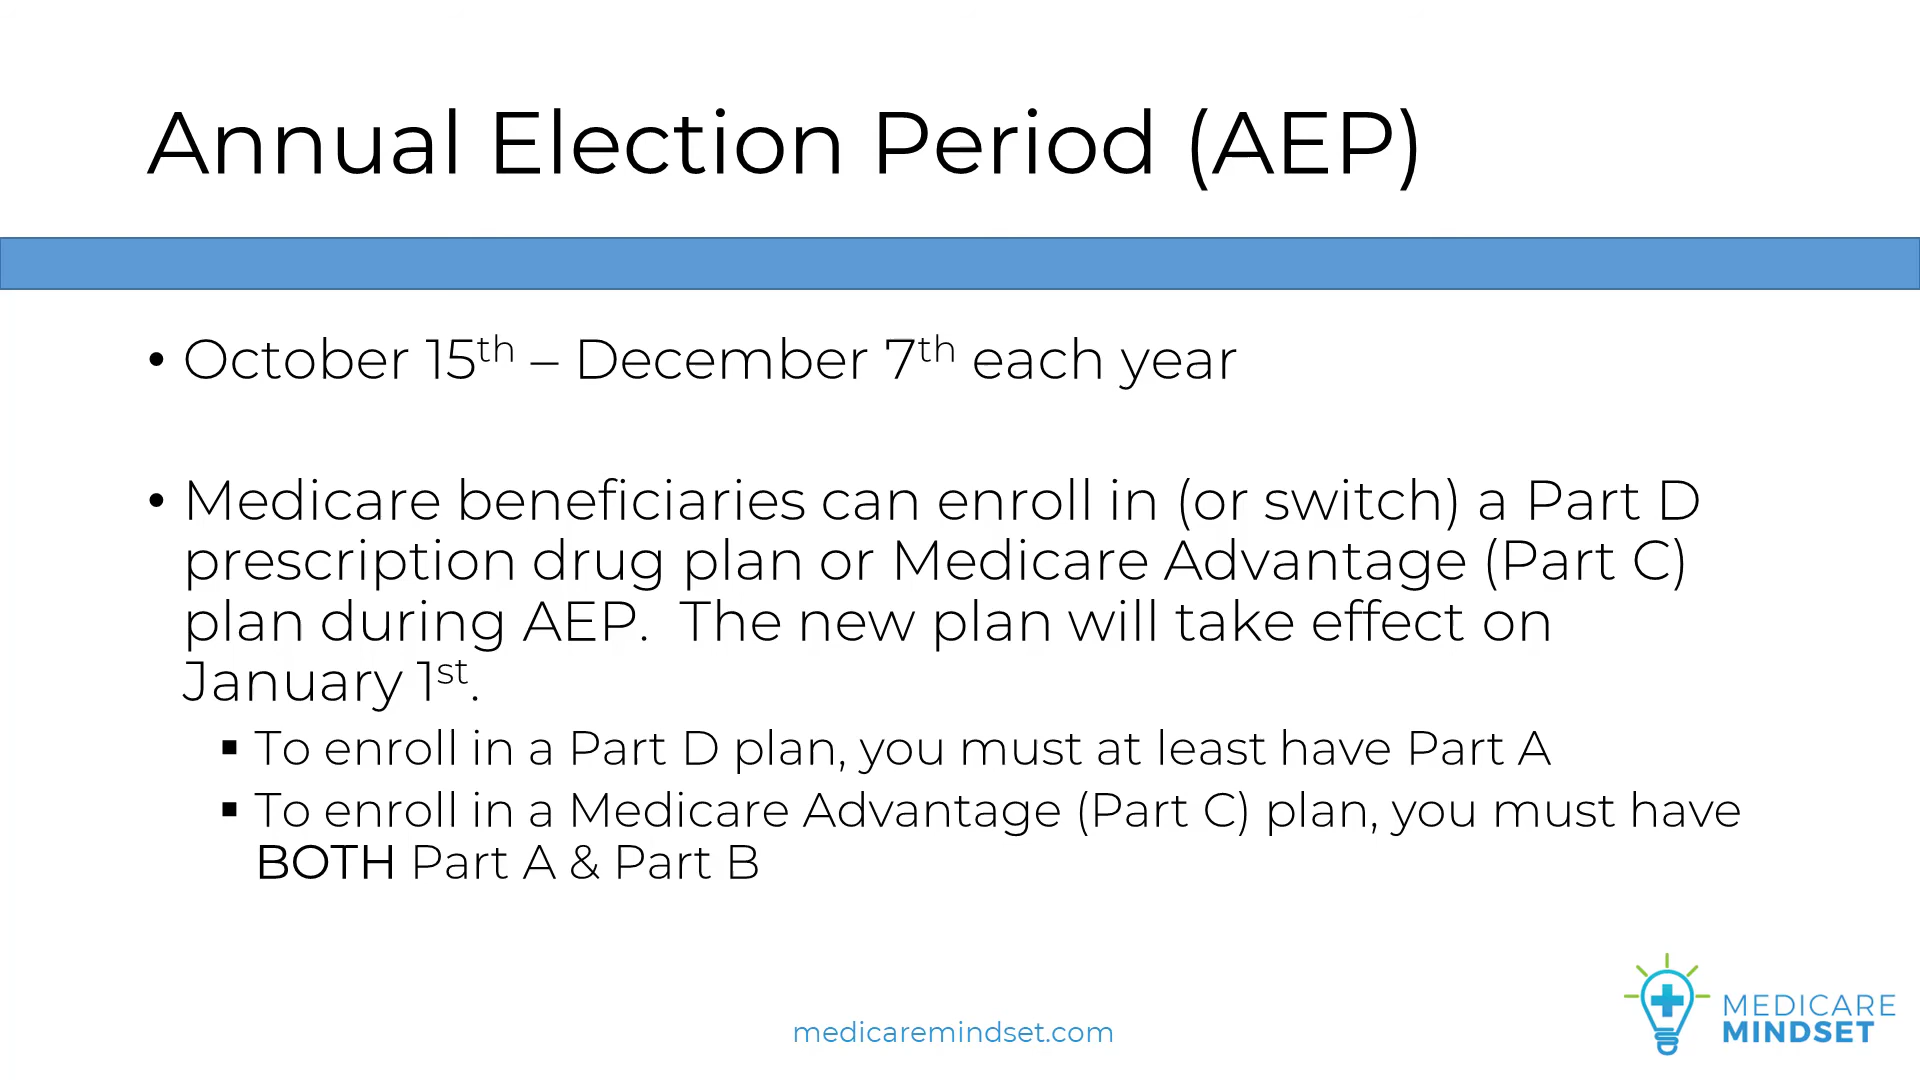 Annual Election Period (AEP)
• October 15th – December 7th each year
• Medicare beneficiaries can enroll in (or switch) a Part D
prescription drug plan or Medicare Advantage (Part C)
plan during AEP.  The new plan will take effect on
January 1st.
▪ To enroll in a Part D plan, you must at least have Part A
▪ To enroll in a Medicare Advantage (Part C) plan, you must have
BOTH Part A & Part B
medicaremindset.com
MEDICARE
MINDSET